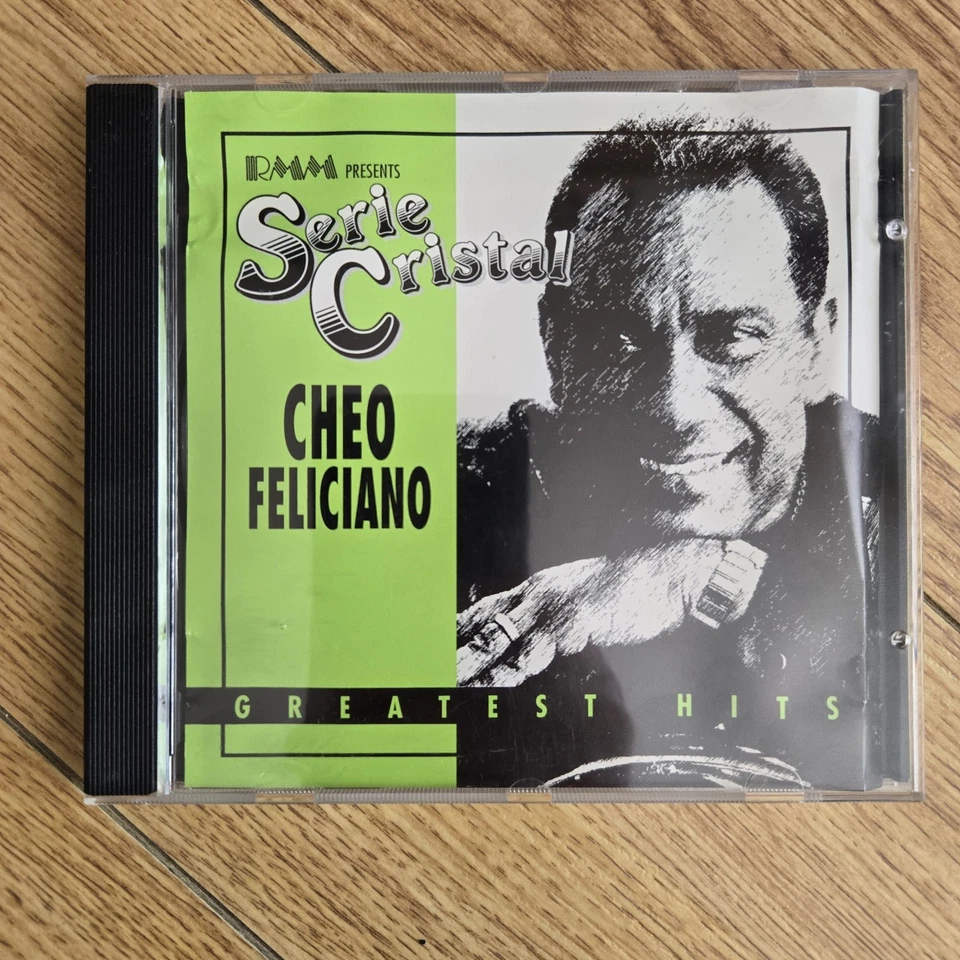 RMM PRESENTS
Serie
Cristal
CHEO
FELICIANO
GREATEST HITS